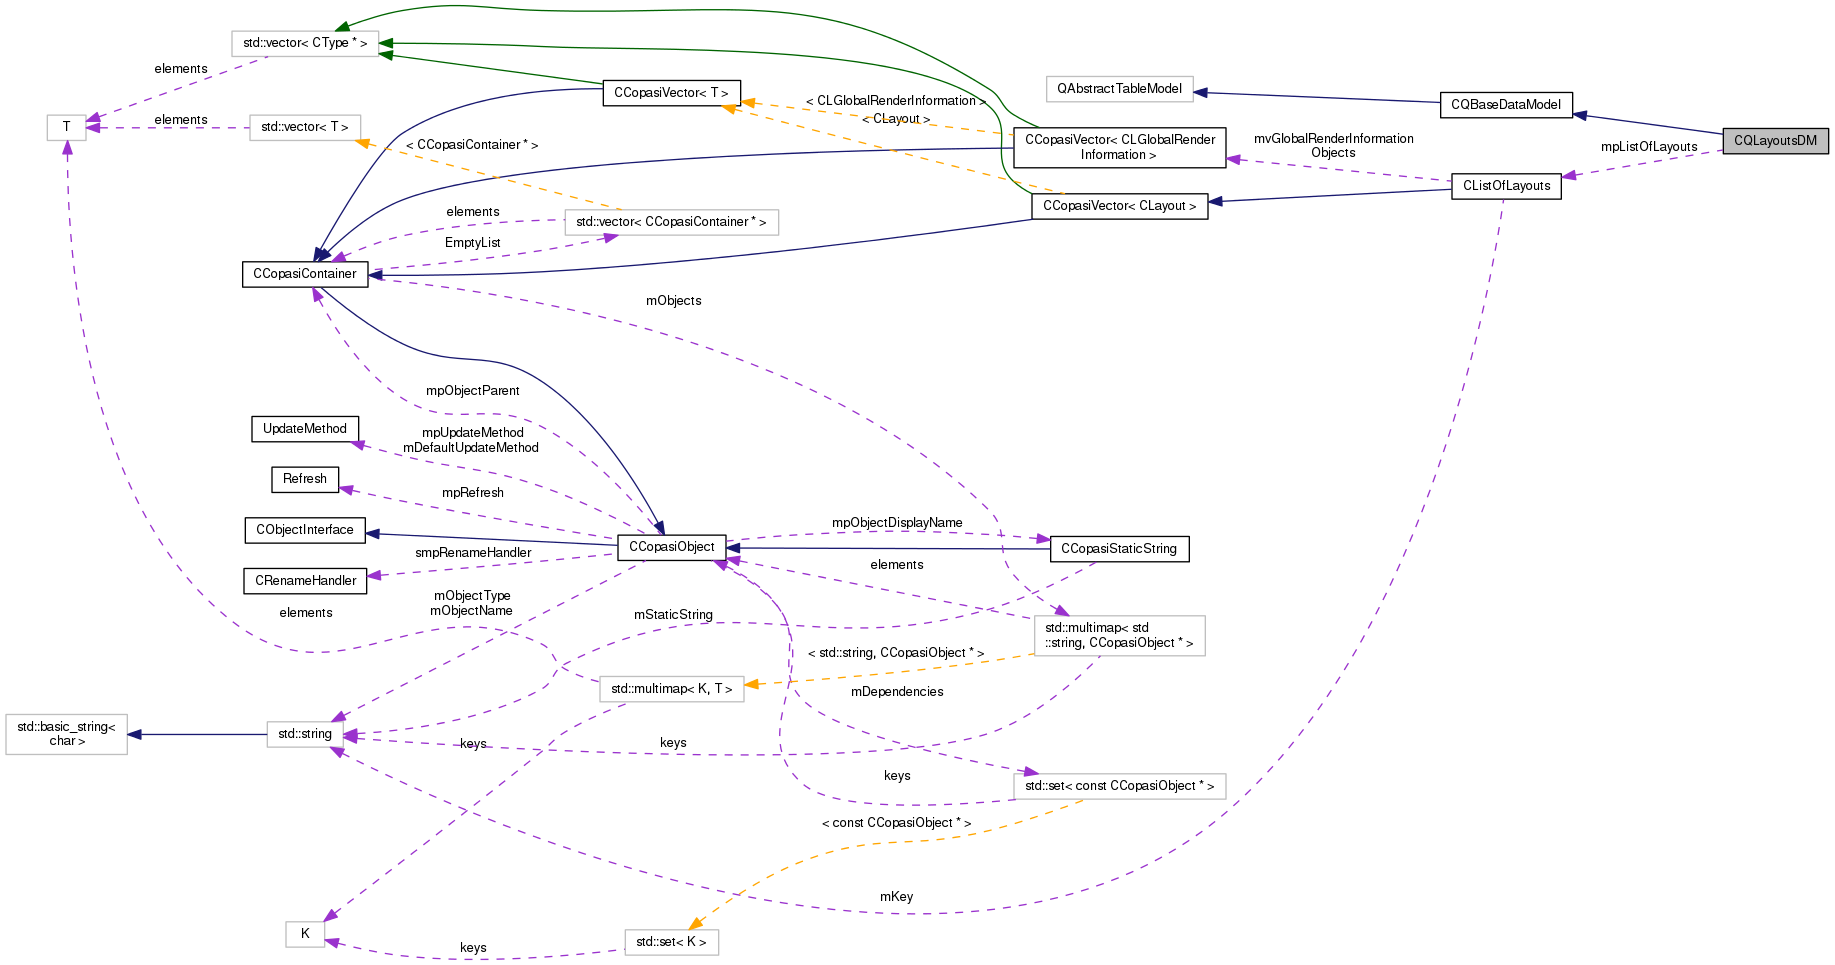 std::vector< CType * >
elements
T
elements
std::vector< T >
CCopasiVector< T >
< CLGlobalRenderInformation >
< CLayout >
QAbstractTableModel
CQBaseDataModel
CQLayoutsDM
CCopasiVector< CLGlobalRender
Information >
mvGlobalRenderInformation
Objects
mpListOfLayouts
CListOfLayouts
< CCopasiContainer * >
CCopasiVector< CLayout >
elements
std::vector< CCopasiContainer * >
EmptyList
CCopasiContainer
mObjects
mpObjectParent
UpdateMethod
mpUpdateMethod
mDefaultUpdateMethod
Refresh
mpRefresh
CObjectInterface
mpObjectDisplayName
CCopasiObject
CCopasiStaticString
smpRenameHandler
elements
CRenameHandler
mObjectType
mObjectName
elements
mStaticString
std::multimap< std
::string, CCopasiObject * >
< std::string, CCopasiObject * >
std::multimap< K, T >
mDependencies
std::basic_string<
char >
std::string
keys
keys
keys
std::set< const CCopasiObject * >
< const CCopasiObject * >
mKey
K
keys
std::set< K >